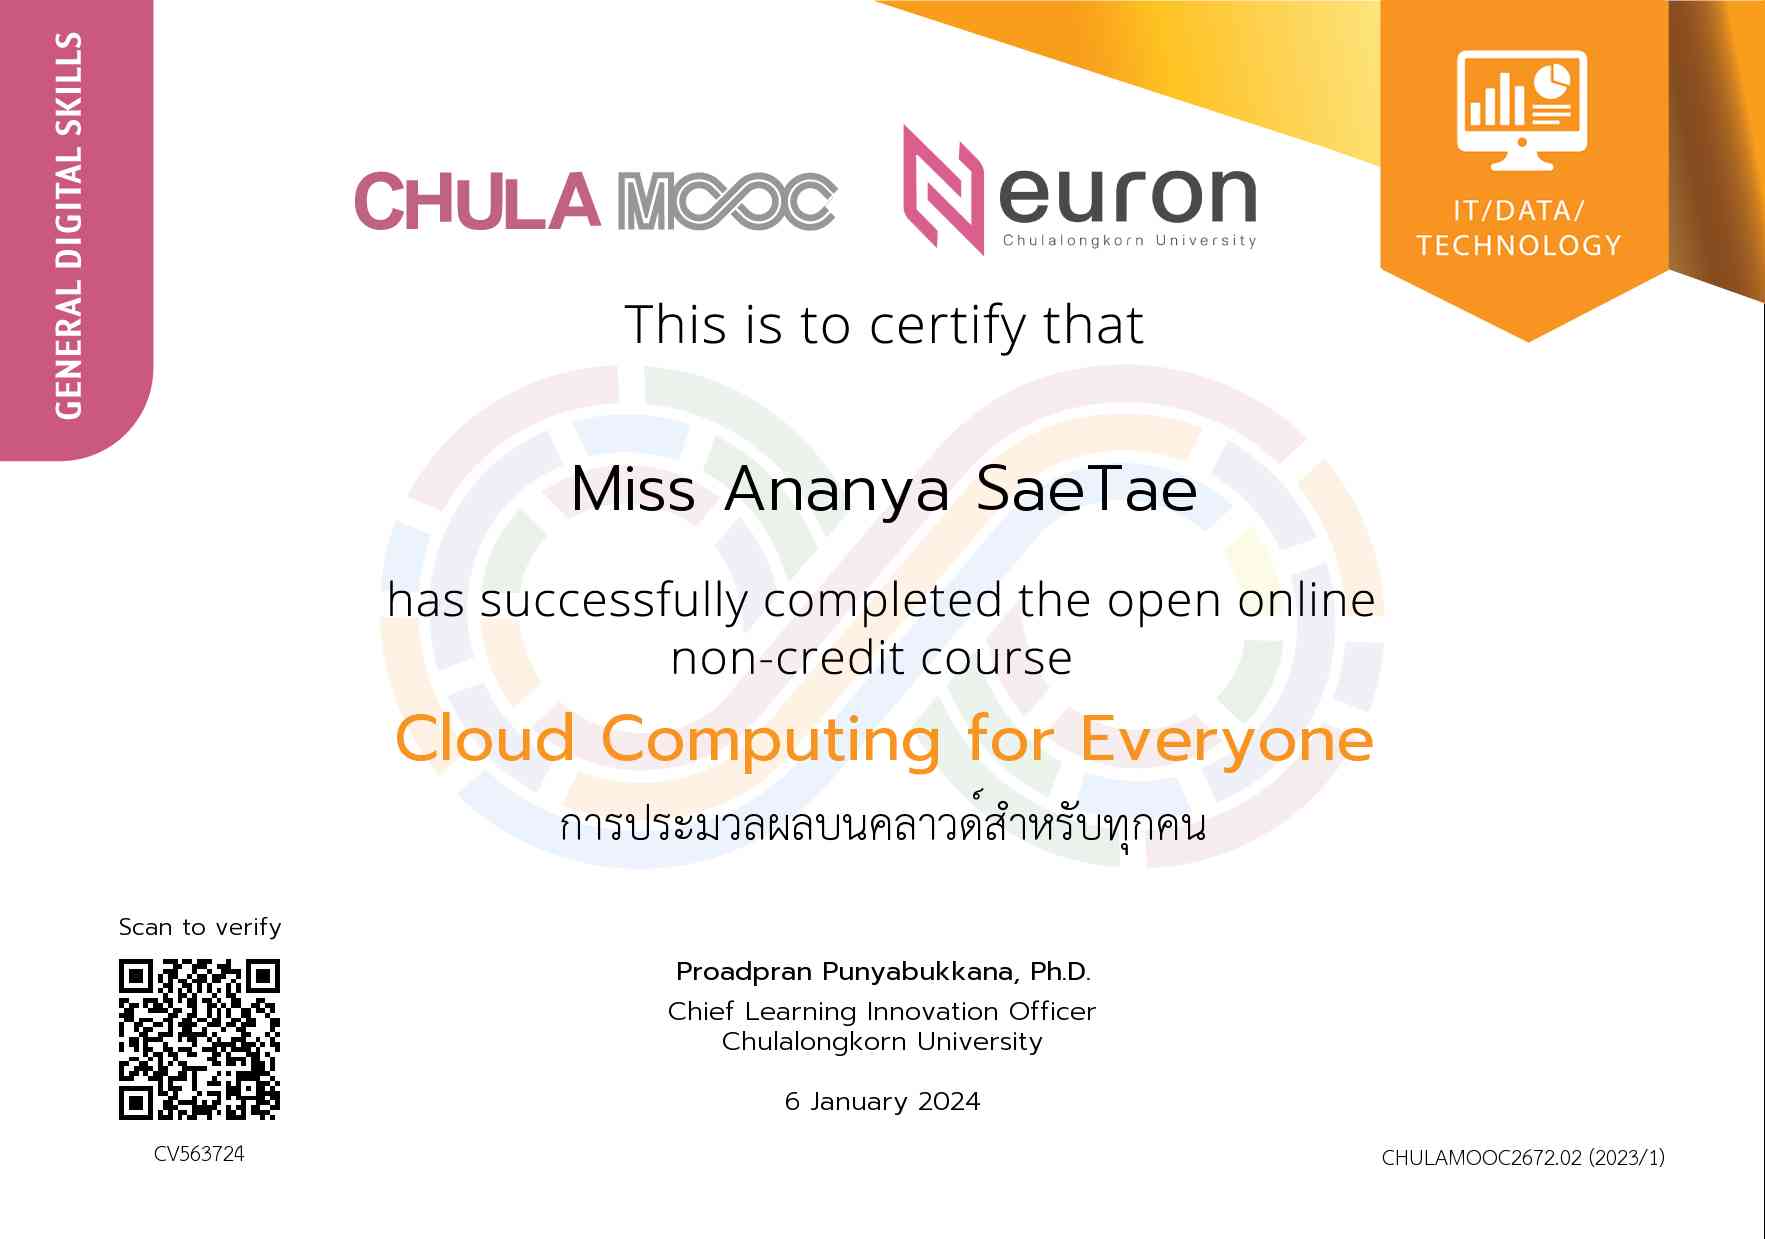 GENERAL DIGITAL SKILLS
CHULA MOOC
Neuron
Chulalongkorn University
IT/DATA/
TECHNOLOGY
This is to certify that
Miss Ananya SaeTae
has successfully completed the open online
non-credit course
Cloud Computing for Everyone
การประมวลผลบนคลาวด์สำหรับทุกคน
Scan to verify
CV563724
Proadpran Punyabukkana, Ph.D.
Chief Learning Innovation Officer
Chulalongkorn University
6 January 2024
CHULAMOOC2672.02 (2023/1)